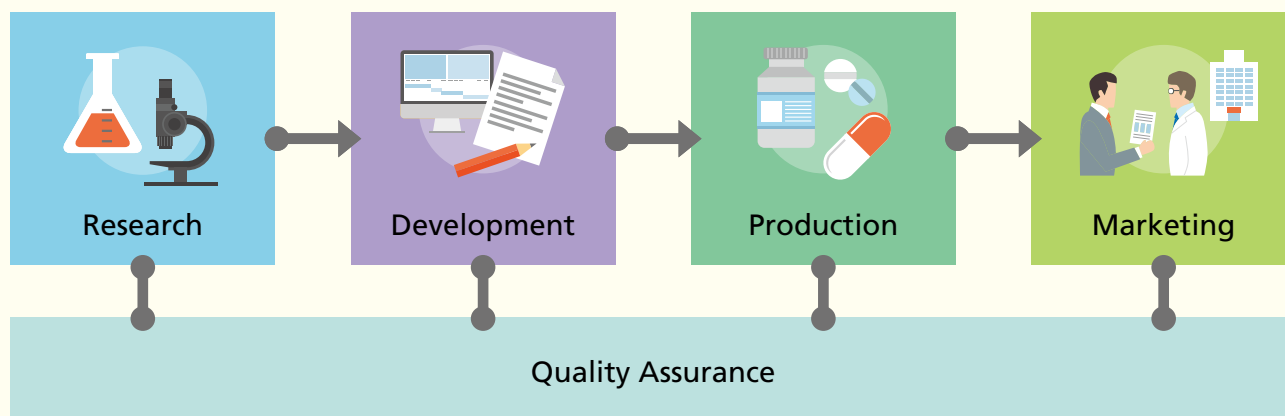 Research
Development
Production
Marketing
Quality Assurance